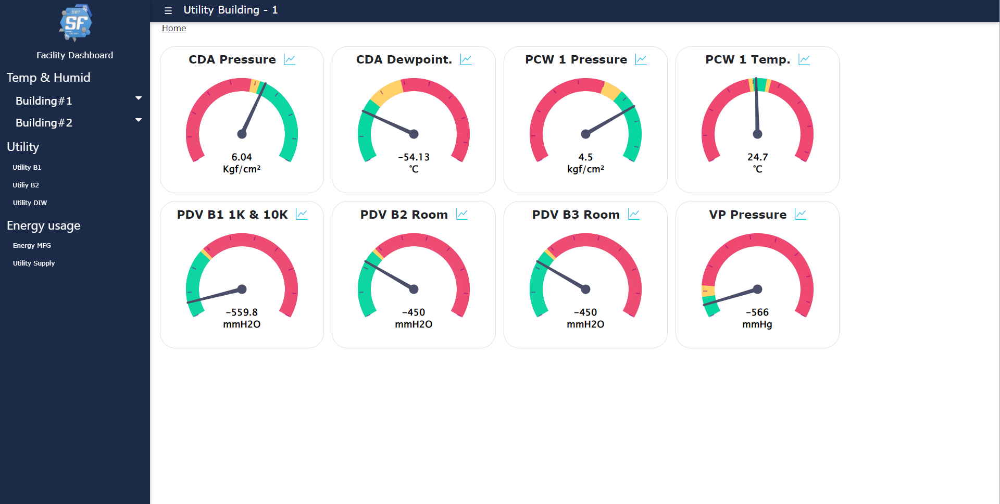 SDT
SF
Facility Dashboard
Temp & Humid
Building#1
Building#2
Utility
Utility B1
Utiliy B2
Utility DIW
Energy usage
Energy MFG
Utility Supply
☰ Utility Building - 1
Home
CDA Pressure
6.04
Kgf/cm²
CDA Dewpoint.
-54.13
℃
PCW 1 Pressure
4.5
kgf/cm²
PCW 1 Temp.
24.7
℃
PDV B1 1K & 10K
-559.8
mmH2O
PDV B2 Room
-450
mmH2O
PDV B3 Room
-450
mmH2O
VP Pressure
-566
mmHg